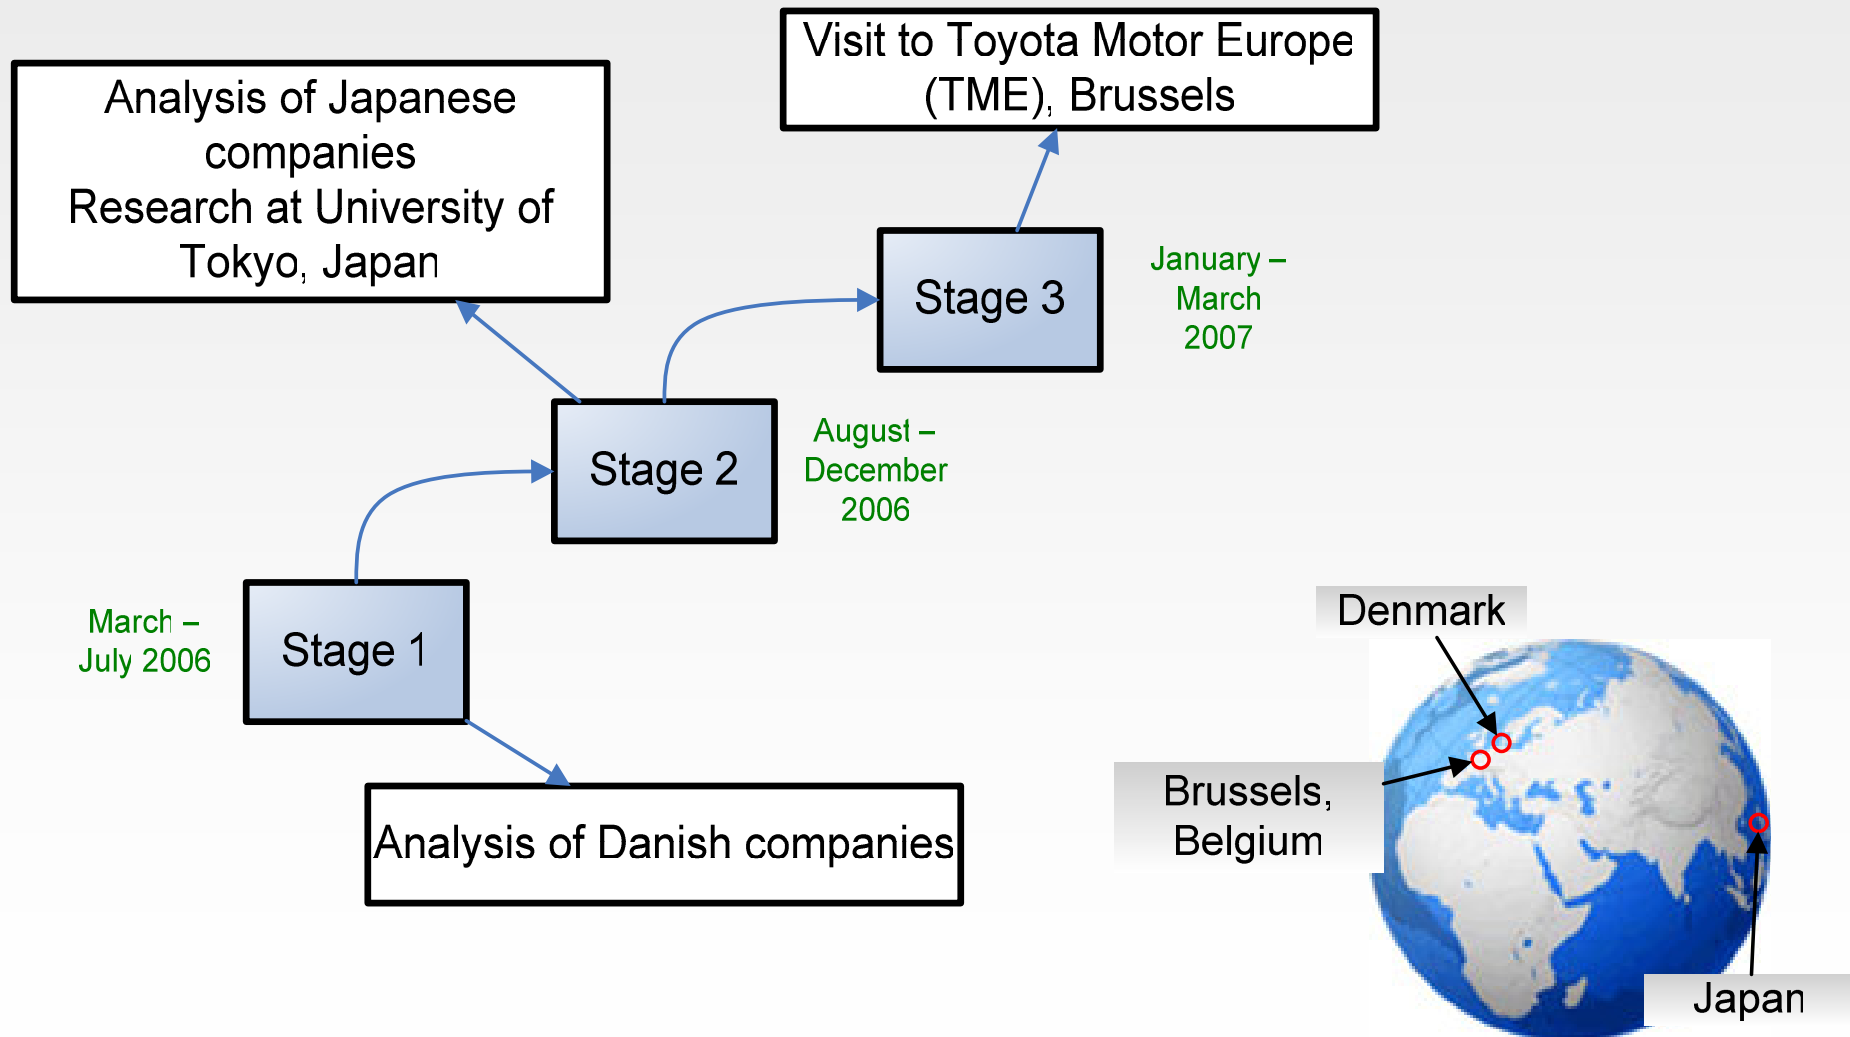 Visit to Toyota Motor Europe
(TME), Brussels
Analysis of Japanese
companies
Research at University of
Tokyo, Japan
Stage 3
January –
March
2007
Stage 2
August –
December
2006
March –
July 2006
Stage 1
Analysis of Danish companies
Denmark
Brussels,
Belgium
Japan